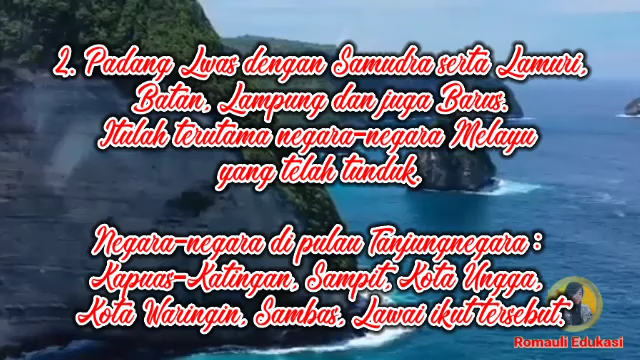 2. Padang Lwas dengan Samudra serta Lamuri,
Batan, Lampung dan juga Barus.
Itulah terutama negara-negara Melayu
yang telah tunduk.
Negara-negara di pulau Tanjungnegara :
Kapuas-Katingan, Sampit, Kota Ungga,
Kota Waringin, Sambas, Lawai ikut tersebut.
Romauli Edukasi